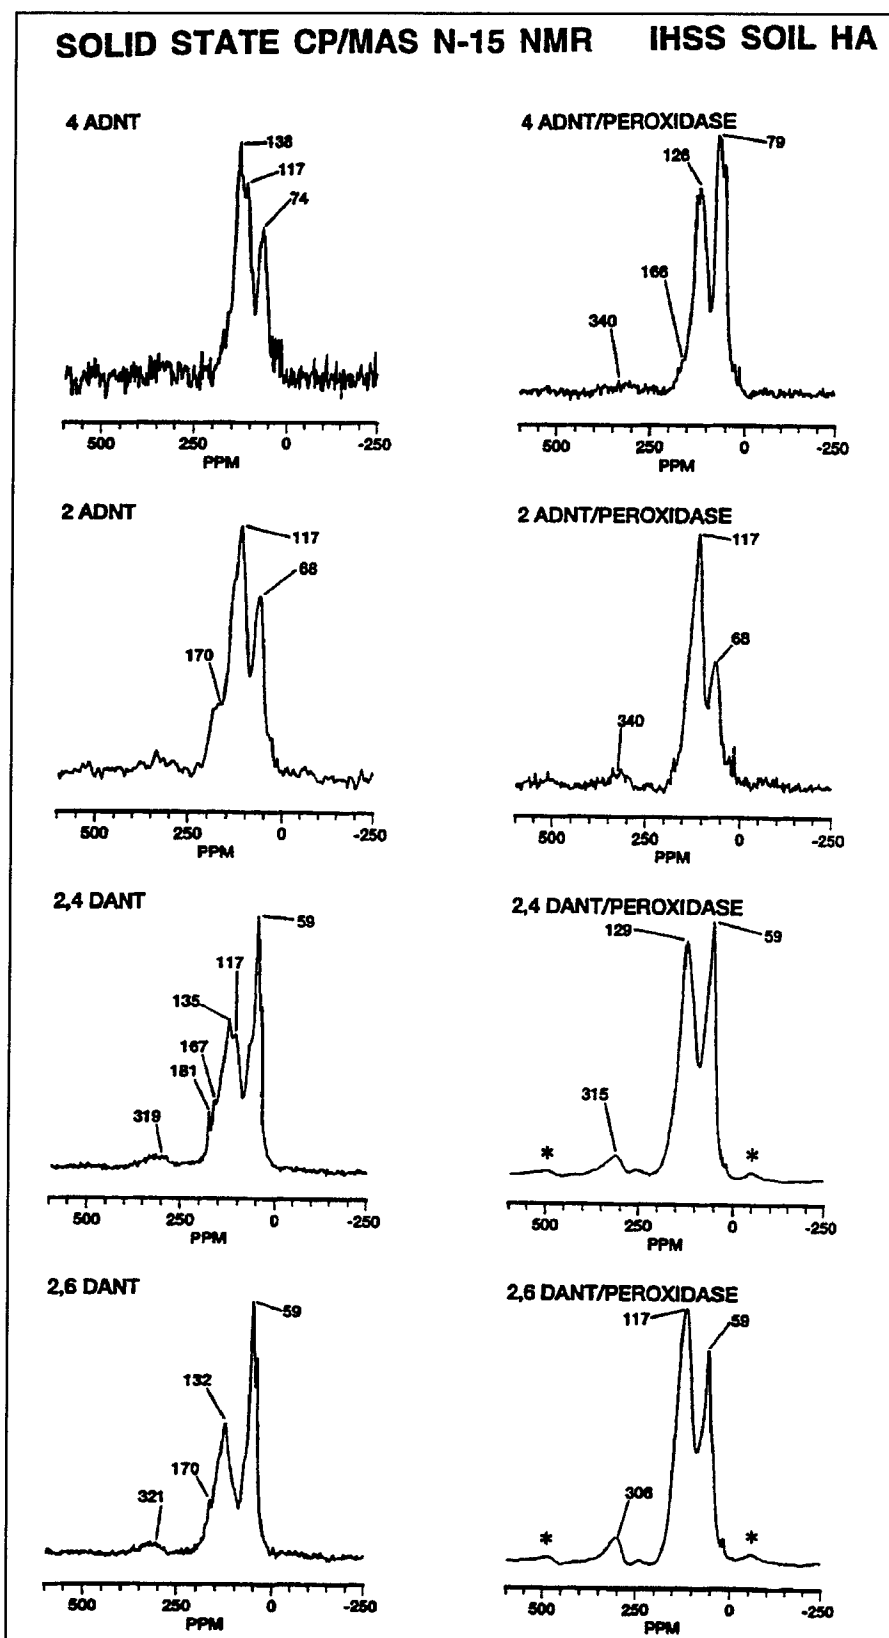 SOLID STATE CP/MAS N-15 NMR IHSS SOIL HA
4 ADNT
138
117
74
500 250 0 -250
PPM
4 ADNT/PEROXIDASE
79
126
166
340
500 250 0 -250
PPM
2 ADNT
117
68
170
500 250 0 -250
PPM
2 ADNT/PEROXIDASE
117
68
340
500 250 0 -250
PPM
2,4 DANT
59
117
135
167
181
319
500 250 0 -250
PPM
2,4 DANT/PEROXIDASE
129
59
315
* *
500 250 0 -250
PPM
2,6 DANT
59
132
170
321
500 250 0 -250
PPM
2,6 DANT/PEROXIDASE
117
59
306
* *
500 250 0 -250
PPM